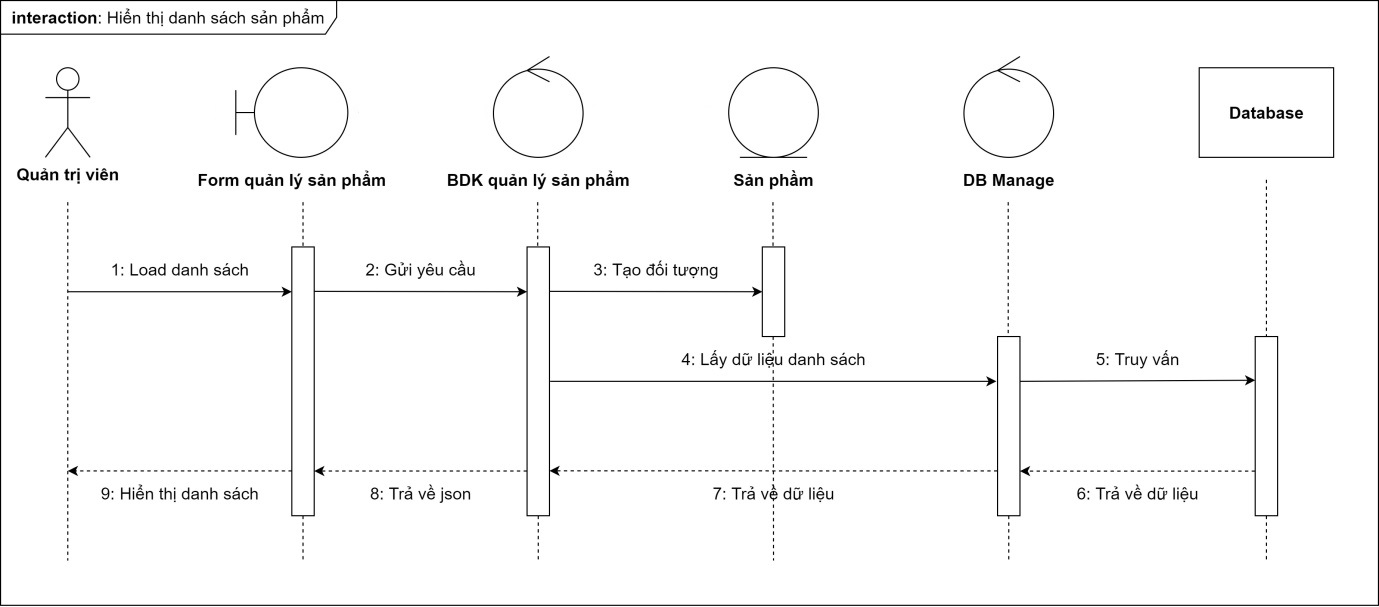 interaction: Hiển thị danh sách sản phẩm
Quản trị viên
Form quản lý sản phẩm
BDK quản lý sản phẩm
Sản phầm
DB Manage
Database
1: Load danh sách
2: Gửi yêu cầu
3: Tạo đối tượng
4: Lấy dữ liệu danh sách
5: Truy vấn
9: Hiển thị danh sách
8: Trả về json
7: Trả về dữ liệu
6: Trả về dữ liệu